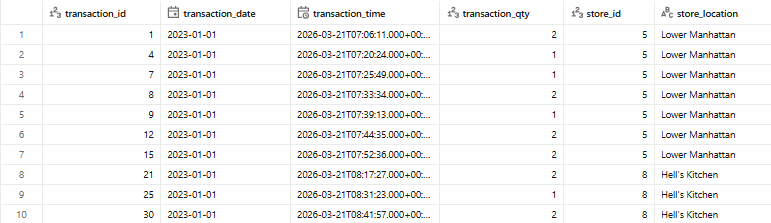 123 transaction_id transaction_date transaction_time 123 transaction_qty 123 store_id ABC store_location
1 1 2023-01-01 2026-03-21T07:06:11.000+00:... 2 5 Lower Manhattan
2 4 2023-01-01 2026-03-21T07:20:24.000+00:... 1 5 Lower Manhattan
3 7 2023-01-01 2026-03-21T07:25:49.000+00:... 1 5 Lower Manhattan
4 8 2023-01-01 2026-03-21T07:33:34.000+00:... 2 5 Lower Manhattan
5 9 2023-01-01 2026-03-21T07:39:13.000+00:... 1 5 Lower Manhattan
6 12 2023-01-01 2026-03-21T07:44:35.000+00:... 2 5 Lower Manhattan
7 15 2023-01-01 2026-03-21T07:52:36.000+00:... 2 5 Lower Manhattan
8 21 2023-01-01 2026-03-21T08:17:27.000+00:... 2 8 Hell's Kitchen
9 25 2023-01-01 2026-03-21T08:31:23.000+00:... 1 8 Hell's Kitchen
10 30 2023-01-01 2026-03-21T08:41:57.000+00:... 2 8 Hell's Kitchen